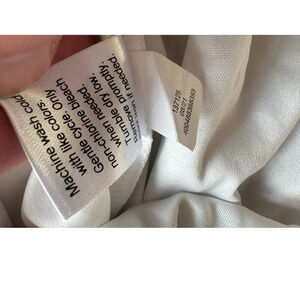 Machine wash cold
with like colors.
Gentle cycle. Only
non-chlorine bleach
when needed.
Tumble dry low.
Remove promptly.
if needed.
137125